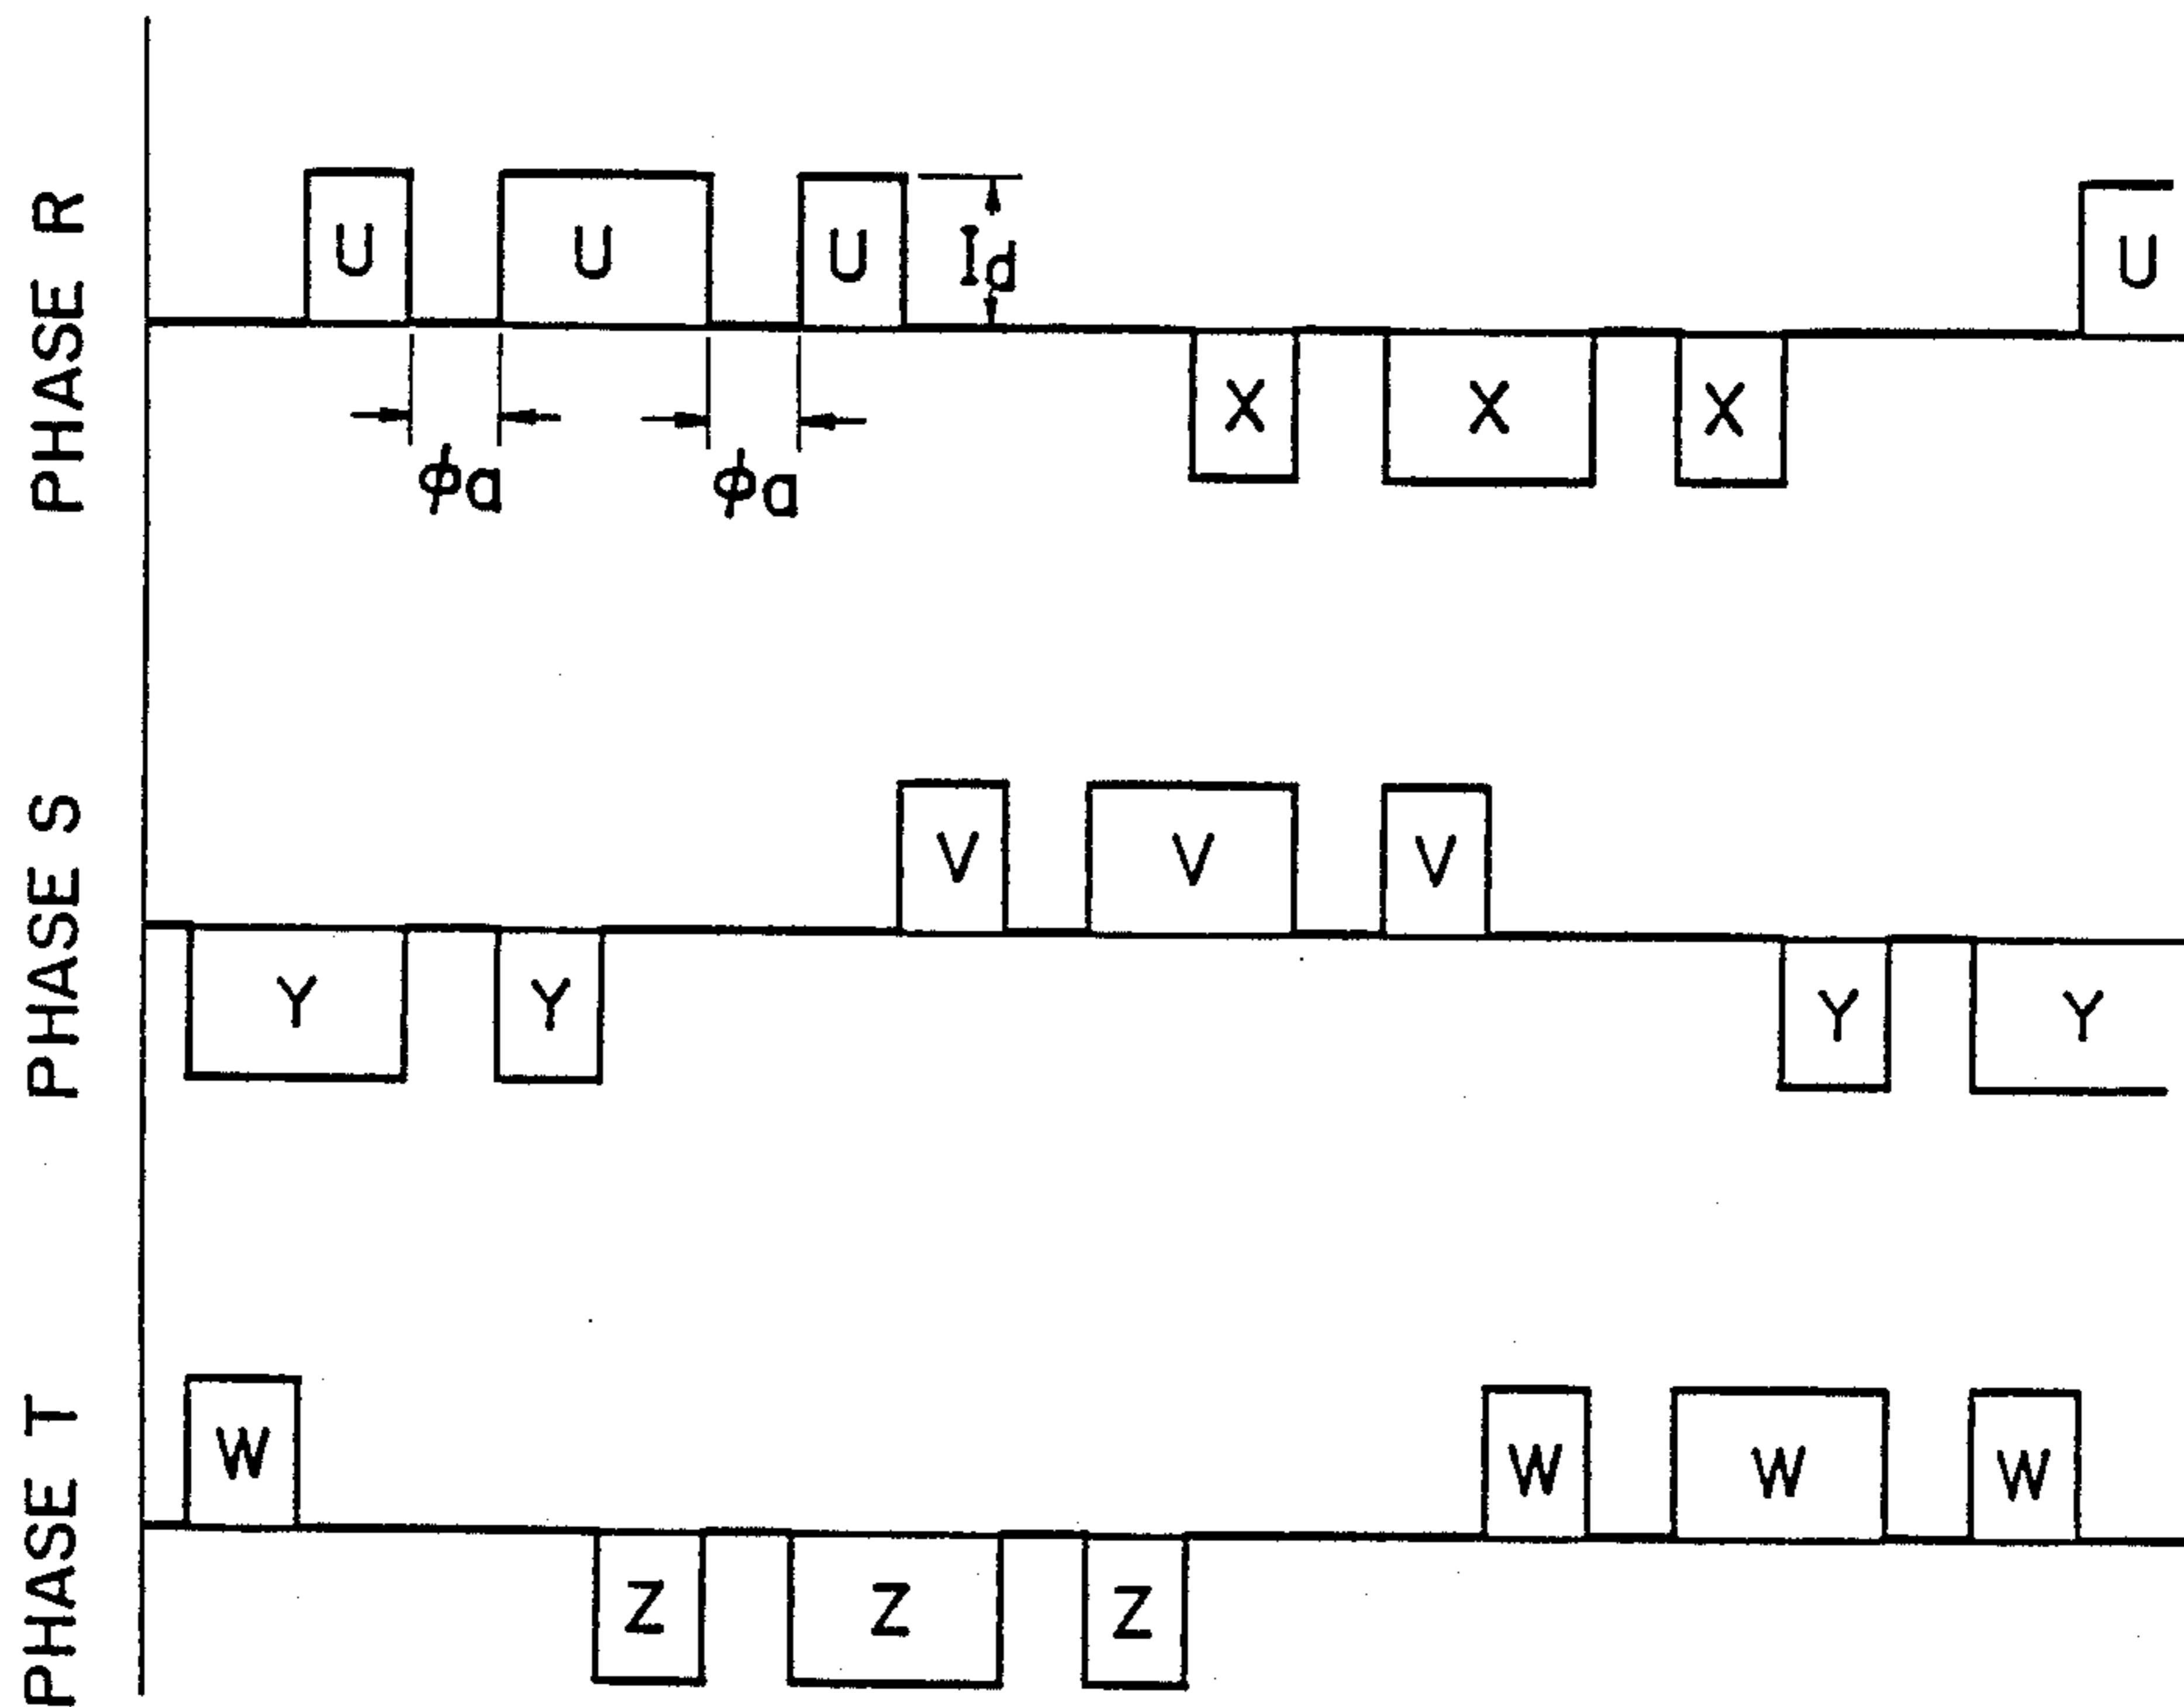 PHASE R
U U U Id U
X X X
ϕa ϕa
PHASE S
V V V
Y Y Y Y
PHASE T
W W W W
Z Z Z